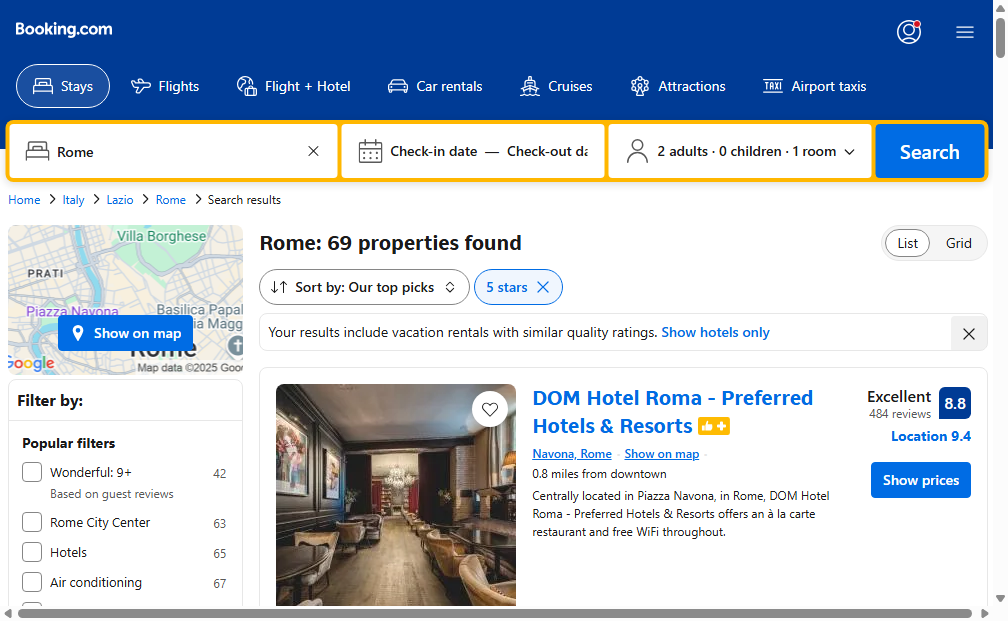 Booking.com
Stays
Flights
Flight + Hotel
Car rentals
Cruises
Attractions
TAXI Airport taxis
Rome
Check-in date — Check-out da
2 adults · 0 children · 1 room
Search
Home > Italy > Lazio > Rome > Search results
Villa Borghese
PRATI
Piazza Navona
Basilica Papal
ia Magg
Show on map
Rome
Google
Map data ©2025 Goo
Filter by:
Popular filters
Wonderful: 9+ 42
Based on guest reviews
Rome City Center 63
Hotels 65
Air conditioning 67
Rome: 69 properties found
List
Grid
Sort by: Our top picks
5 stars
Your results include vacation rentals with similar quality ratings. Show hotels only
DOM Hotel Roma - Preferred
Hotels & Resorts
Navona, Rome
Show on map
0.8 miles from downtown
Centrally located in Piazza Navona, in Rome, DOM Hotel
Roma - Preferred Hotels & Resorts offers an à la carte
restaurant and free WiFi throughout.
Excellent
484 reviews
8.8
Location 9.4
Show prices